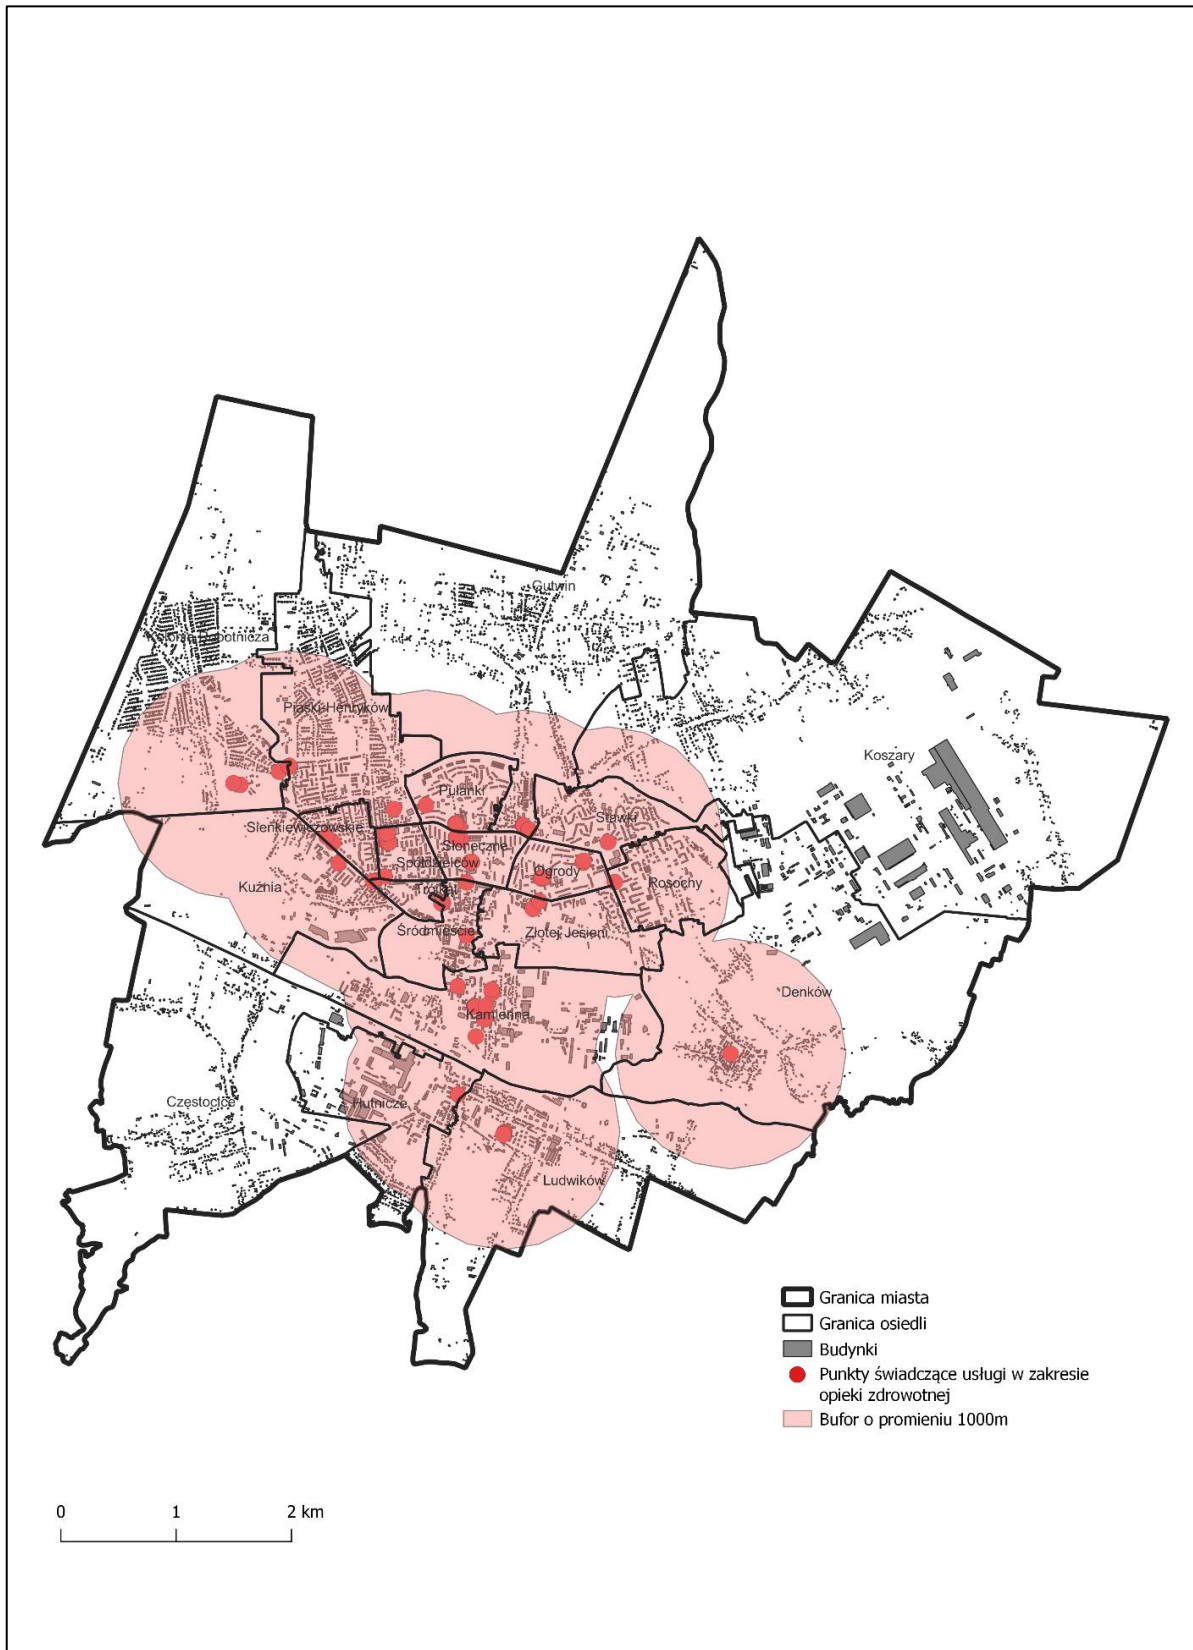 Gutwin
Kolonia Robotnicza
Piaski-Henryków
Koszary
Pułanki
Sienkiewiczowskie
Stawki
Słoneczne
Spółdzielców
Ogrody
Rosochy
Kuźnia
Trójkąt
Śródmieście
Złotej Jesieni
Denków
Kamienna
Częstocice
Hutnicze
Ludwików
Granica miasta
Granica osiedli
Budynki
Punkty świadczące usługi w zakresie
opieki zdrowotnej
Bufor o promieniu 1000m
0 1 2 km